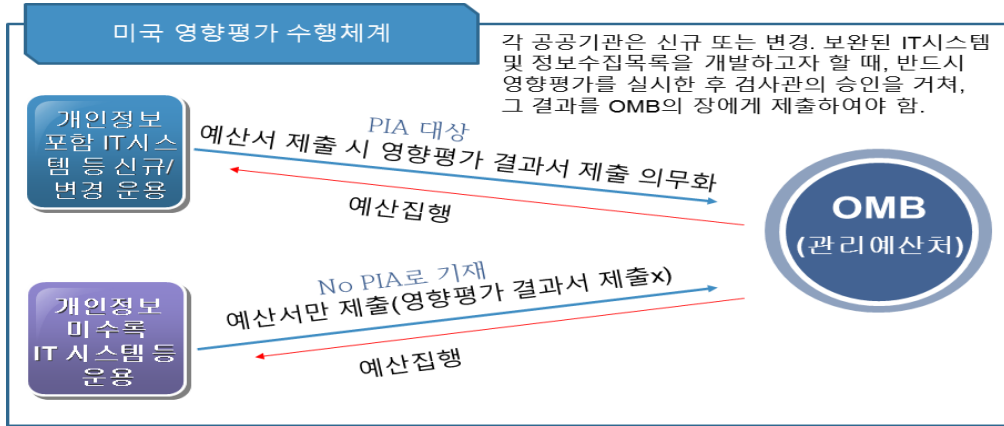 미국 영향평가 수행체계
각 공공기관은 신규 또는 변경. 보완된 IT시스템
및 정보수집목록을 개발하고자 할 때, 반드시
영향평가를 실시한 후 검사관의 승인을 거쳐,
그 결과를 OMB의 장에게 제출하여야 함.
개인정보
포함 IT시스
템 등 신규/
변경 운용
PIA 대상
예산서 제출 시 영향평가 결과서 제출 의무화
예산집행
OMB
(관리예산처)
No PIA로 기재
예산서만 제출(영향평가 결과서 제출x)
예산집행
개인정보
미수록
IT 시스템 등
운용